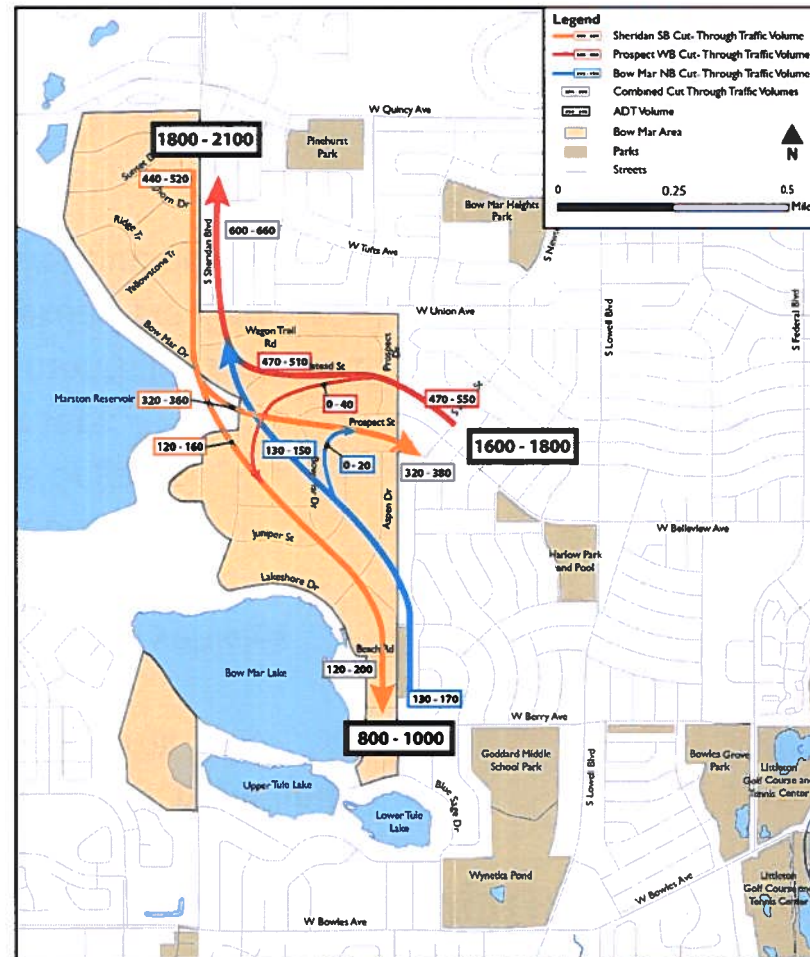 Legend
Sheridan SB Cut-Through Traffic Volume
Prospect WB Cut-Through Traffic Volume
Bow Mar NB Cut-Through Traffic Volume
Combined Cut Through Traffic Volumes
ADT Volume
Bow Mar Area
Parks
Streets
N
0
0.25
0.5
Mile
W Quincy Ave
1800 - 2100
Pinehurst
Park
Sunset Dr
440 - 520
Bow Mar Heights
Park
Ridge Tr
S Sheridan Blvd
600 - 660
W Tufts Ave
Yellowstone Tr
W Union Ave
S Lowell Blvd
S Federal Blvd
Bow Mar Dr
Wagon Trail
Rd
Prospect
470 - 510
stead St
Marston Reservoir
320 - 360
0 - 40
470 - 550
Prospect St
120 - 160
130 - 150
0 - 20
1600 - 1800
320 - 380
Aspen Dr
W Belleview Ave
Juniper St
Harlow Park
and Pool
Lakeshore Dr
Beach Rd
Bow Mar Lake
120 - 200
130 - 170
W Berry Ave
800 - 1000
Goddard Middle
School Park
S Lowell Blvd
Bowles Grove
Park
Littleton
Golf Course and
Tennis Center
Upper Tule Lake
Blue Sage Dr
Lower Tule
Lake
Wynetka Pond
W Bowles Ave
Littleton
Golf Course and
Tennis Center
W Bowles Ave